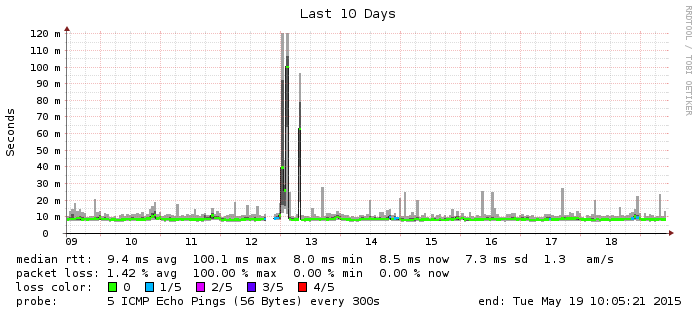 Last 10 Days
RRDTOOL / TOBI OETIKER
Seconds
120 m
110 m
100 m
90 m
80 m
70 m
60 m
50 m
40 m
30 m
20 m
10 m
0
09 10 11 12 13 14 15 16 17 18
median rtt: 9.4 ms avg 100.1 ms max 8.0 ms min 8.5 ms now 7.3 ms sd 1.3 am/s
packet loss: 1.42 % avg 100.00 % max 0.00 % min 0.00 % now
loss color: 0 1/5 2/5 3/5 4/5
probe: 5 ICMP Echo Pings (56 Bytes) every 300s end: Tue May 19 10:05:21 2015